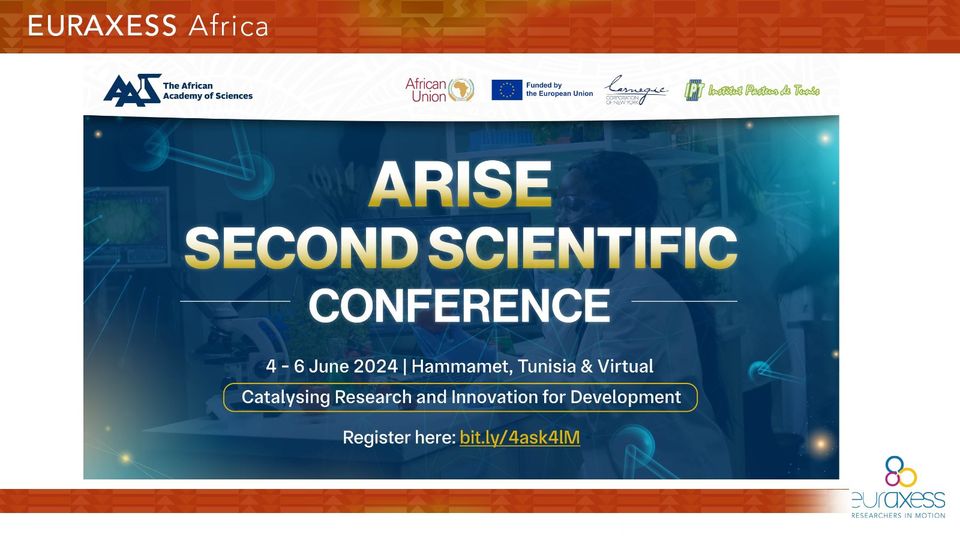 EURAXESS Africa
AAS The African
Academy of Sciences
African
Union
Funded by
the European Union
Carnegie
CORPORATION
OF NEW YORK
IPT Institut Pasteur de Tunis
ARISE
SECOND SCIENTIFIC
CONFERENCE
4 - 6 June 2024 | Hammamet, Tunisia & Virtual
Catalysing Research and Innovation for Development
Register here: bit.ly/4ask4lM
euraxess
RESEARCHERS IN MOTION